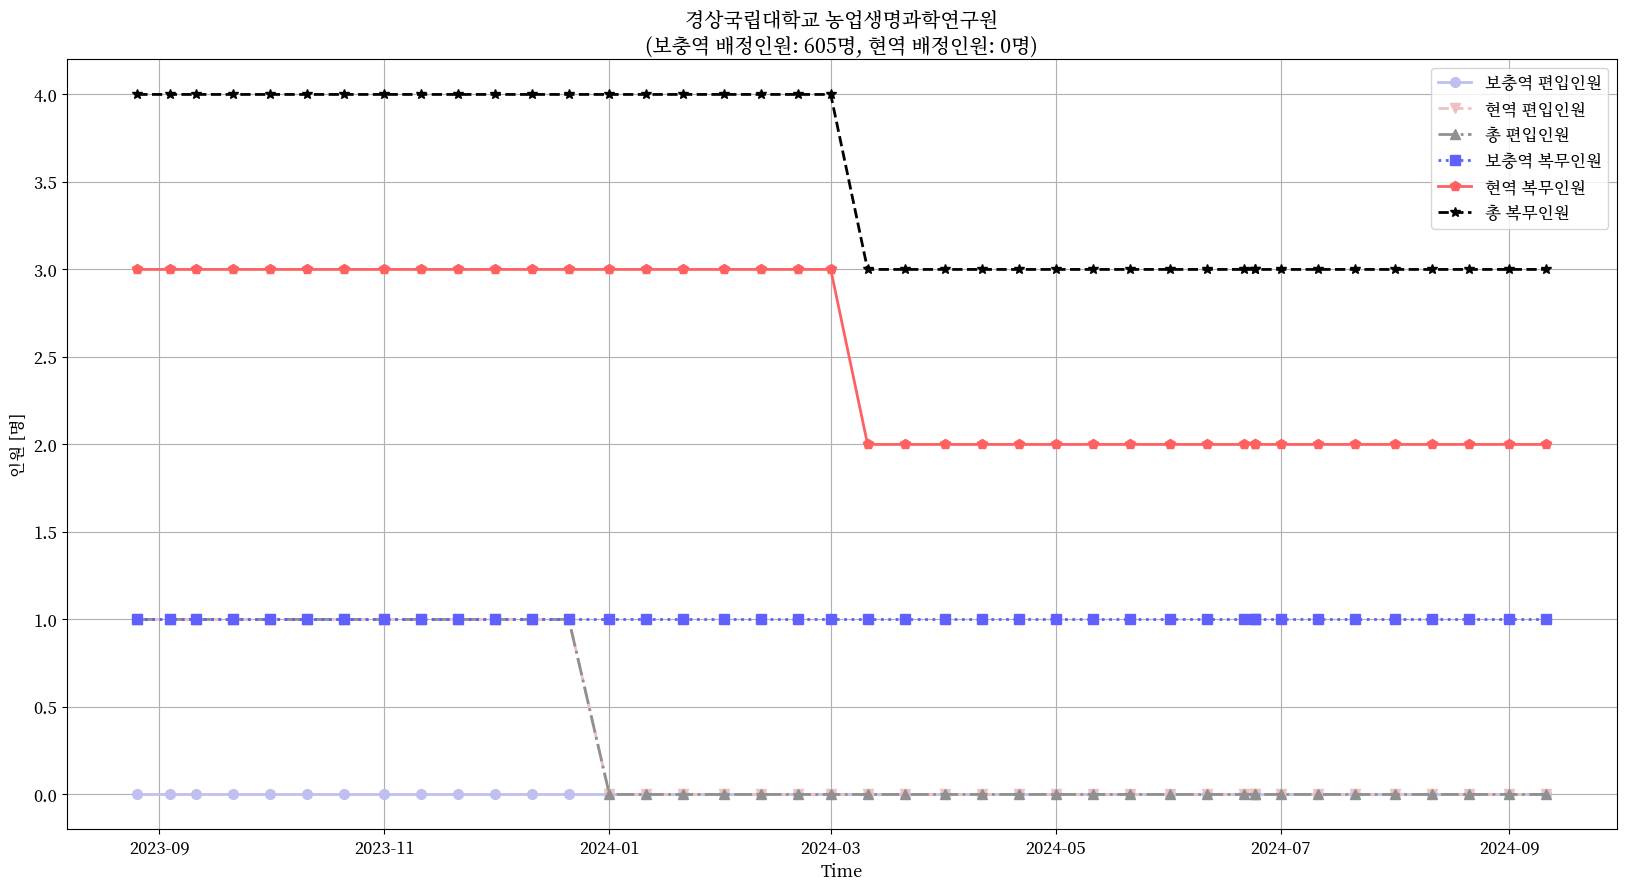 경상국립대학교 농업생명과학연구원
(보충역 배정인원: 605명, 현역 배정인원: 0명)
보충역 편입인원
현역 편입인원
총 편입인원
보충역 복무인원
현역 복무인원
총 복무인원
4.0
3.5
3.0
2.5
2.0
1.5
1.0
0.5
0.0
인원 [명]
2023-09 2023-11 2024-01 2024-03 2024-05 2024-07 2024-09
Time